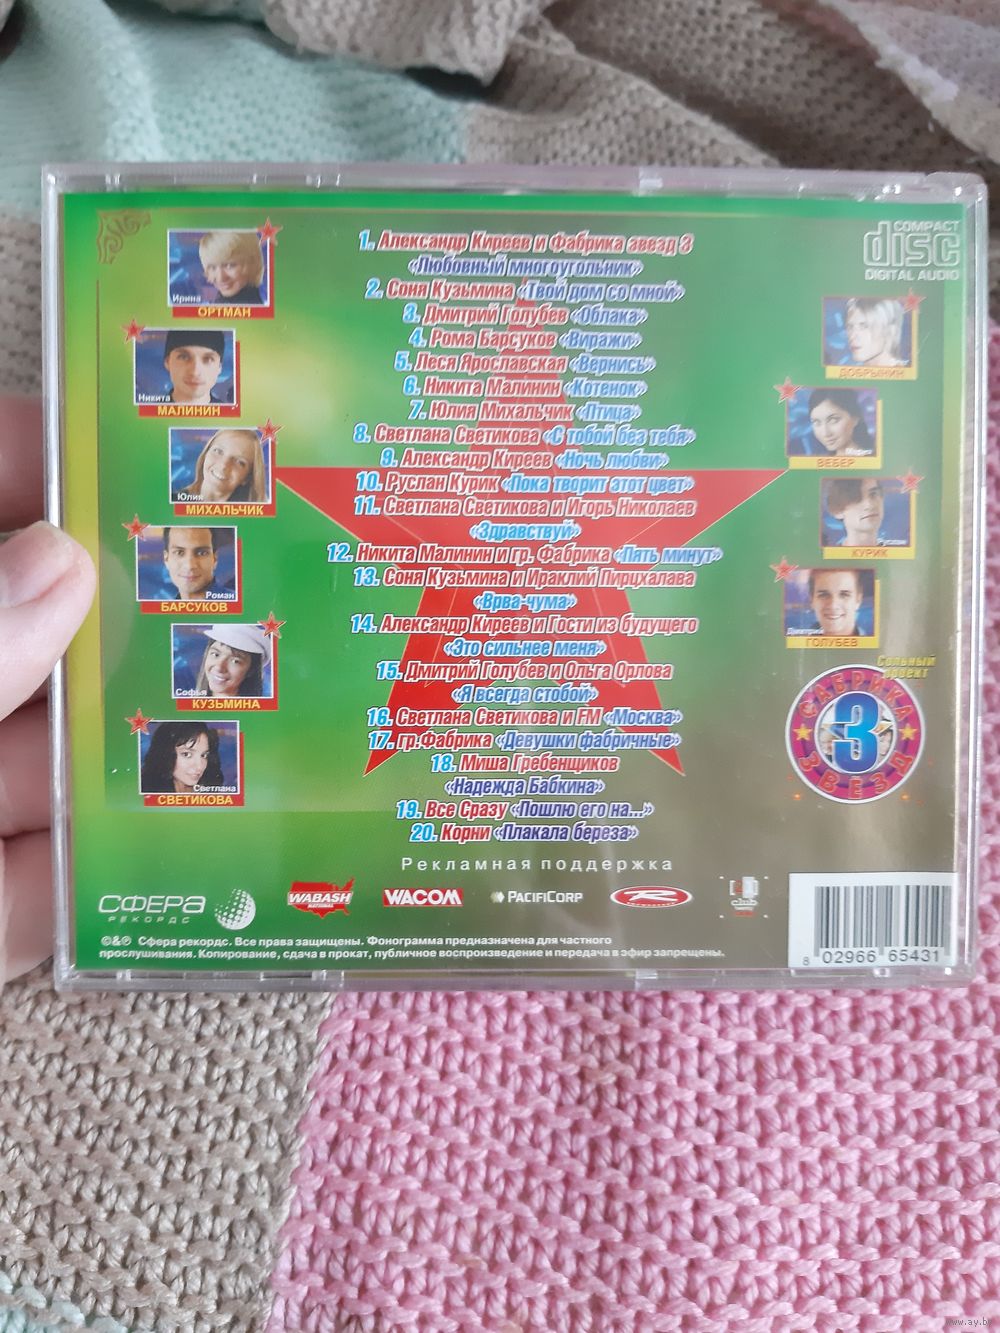 COMPACT
disc
DIGITAL AUDIO
1. Александр Киреев и Фабрика звезд 3
«Любовный многоугольник»
2. Соня Кузьмина «Твой дом со мной»
3. Дмитрий Голубев «Облака»
4. Рома Барсуков «Виражи»
5. Леся Ярославская «Вернись»
6. Никита Малинин «Котенок»
7. Юлия Михальчик «Птица»
8. Светлана Светикова «С тобой без тебя»
9. Александр Киреев «Ночь любви»
10. Руслан Курик «Пока творит этот цвет»
11. Светлана Светикова и Игорь Николаев
«Здравствуй»
12. Никита Малинин и гр. Фабрика «Пять минут»
13. Соня Кузьмина и Ираклий Пирцхалава
«Врва-чума»
14. Александр Киреев и Гости из будущего
«Это сильнее меня»
15. Дмитрий Голубев и Ольга Орлова
«Я всегда стобой»
16. Светлана Светикова и FM «Москва»
17. гр.Фабрика «Девушки фабричные»
18. Миша Гребенщиков
«Надежда Бабкина»
19. Все Сразу «Пошлю его на...»
20. Корни «Плакала береза»
Ирина
ОРТМАН
Никита
МАЛИНИН
Юлия
МИХАЛЬЧИК
Роман
БАРСУКОВ
Софья
КУЗЬМИНА
Светлана
СВЕТИКОВА
ДОБРЫНИН
ВЕБЕР
Руслан
КУРИК
Дмитрий
ГОЛУБЕВ
Сольный
проект
ФАБРИКА
3
ЗВЁЗД
Рекламная поддержка
СФЕРА
РЕКОРДС
WABASH
NATIONAL
WACOM
PACIFICORP
R
club
©&℗ Сфера рекордс. Все права защищены. Фонограмма предназначена для частного
прослушивания. Копирование, сдача в прокат, публичное воспроизведение и передача в эфир запрещены.
8 02966 65431
www.ay.by